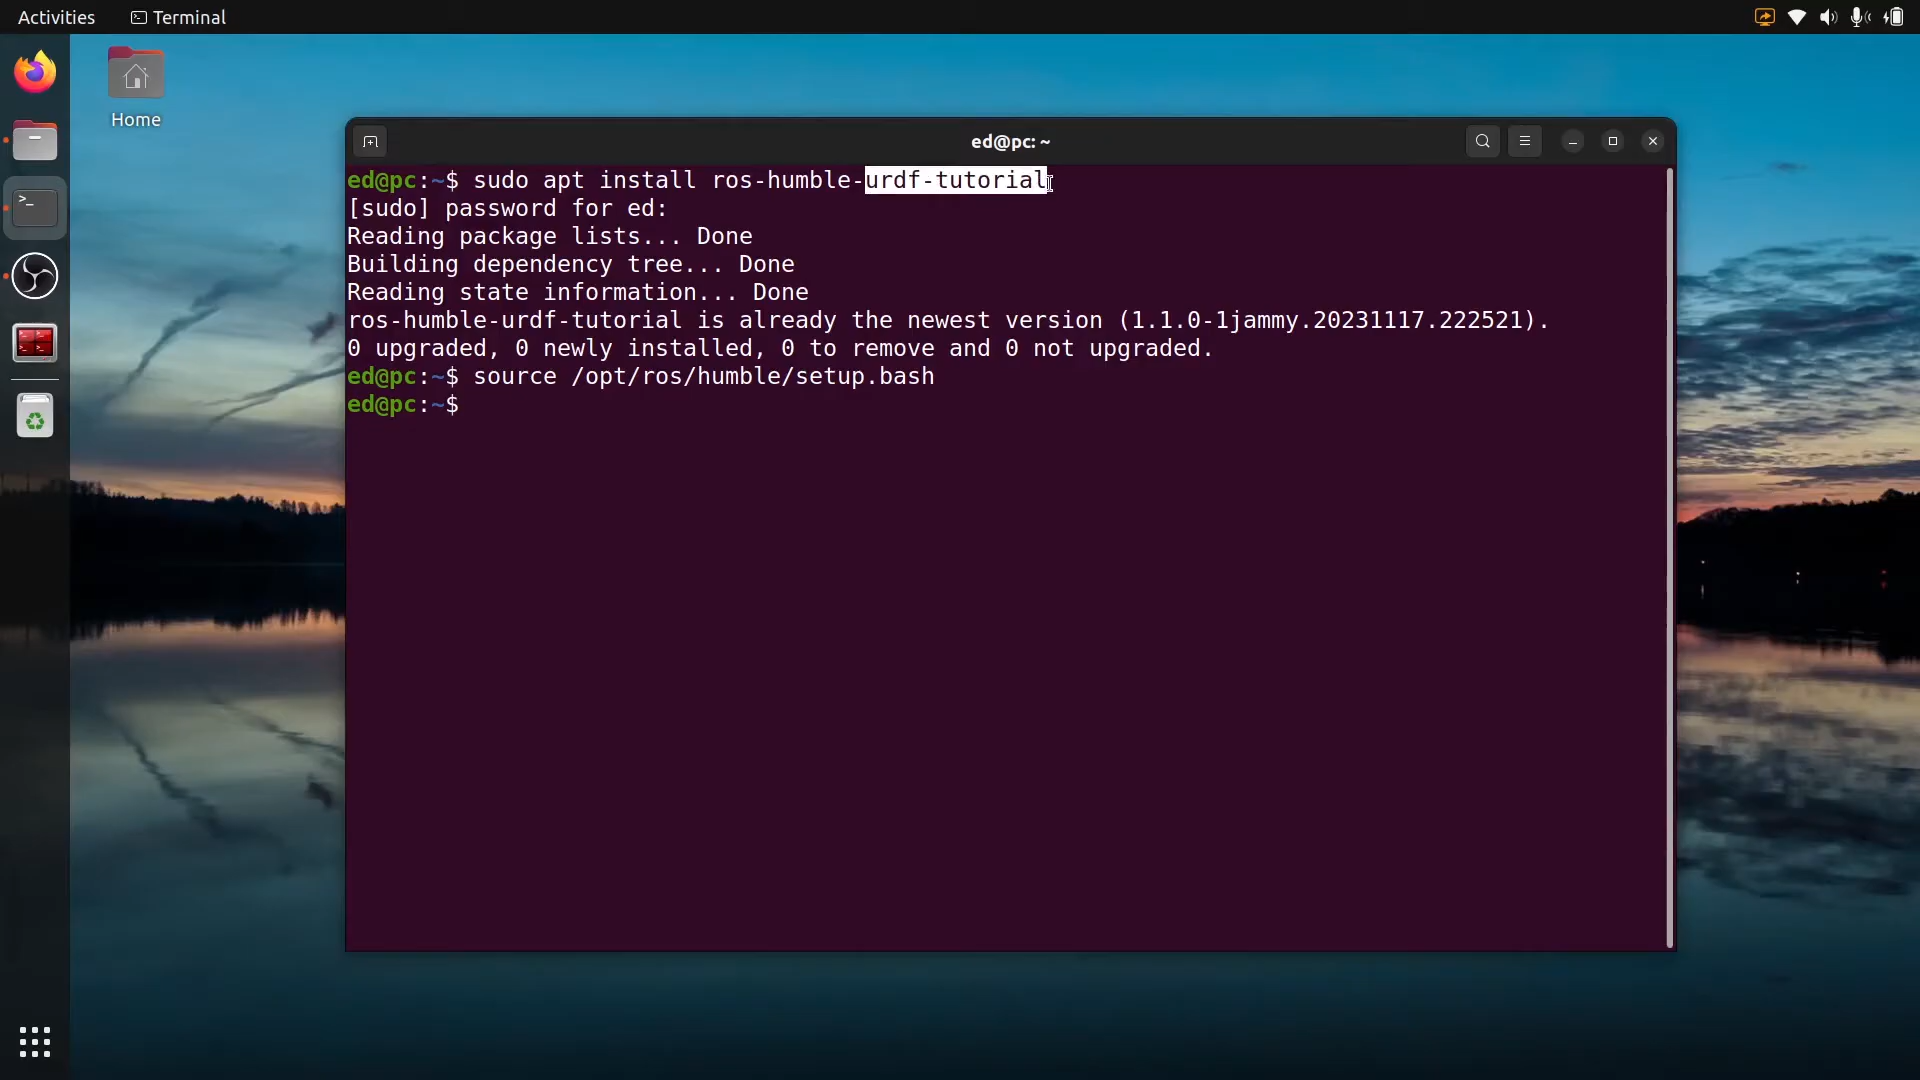 Activities
Terminal
Home
ed@pc: ~
ed@pc:~$ sudo apt install ros-humble-urdf-tutorial
[sudo] password for ed:
Reading package lists... Done
Building dependency tree... Done
Reading state information... Done
ros-humble-urdf-tutorial is already the newest version (1.1.0-1jammy.20231117.222521).
0 upgraded, 0 newly installed, 0 to remove and 0 not upgraded.
ed@pc:~$ source /opt/ros/humble/setup.bash
ed@pc:~$